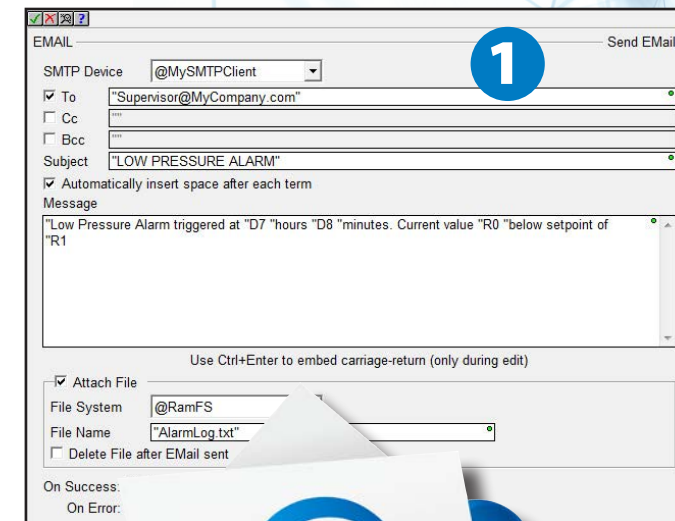 EMAIL Send EMail
1
SMTP Device @MySMTPClient
To "Supervisor@MyCompany.com"
Cc ""
Bcc ""
Subject "LOW PRESSURE ALARM"
Automatically insert space after each term
Message
"Low Pressure Alarm triggered at "D7 "hours "D8 "minutes. Current value "R0 "below setpoint of
"R1
Use Ctrl+Enter to embed carriage-return (only during edit)
Attach File
File System @RamFS
File Name "AlarmLog.txt"
Delete File after EMail sent
On Success:
On Error: